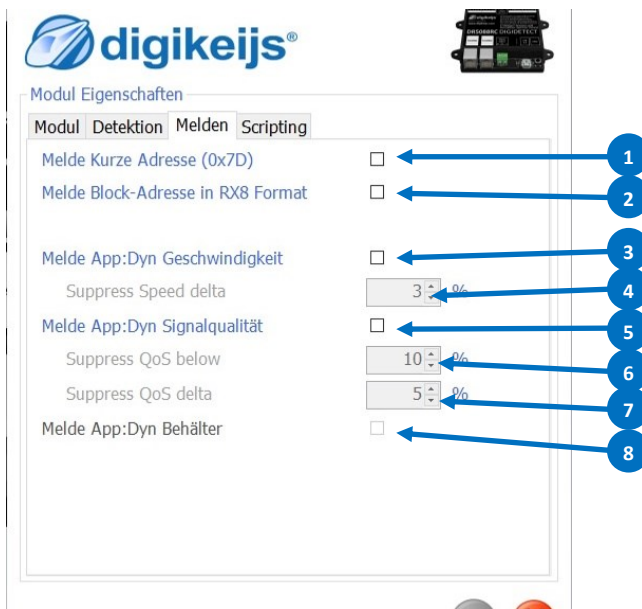 digikeijs®
DR5088RC DIGIDETECT
Modul Eigenschaften
Modul Detektion Melden Scripting
Melde Kurze Adresse (0x7D) 1
Melde Block-Adresse in RX8 Format 2
Melde App:Dyn Geschwindigkeit 3
Suppress Speed delta 3 % 4
Melde App:Dyn Signalqualität 5
Suppress QoS below 10 % 6
Suppress QoS delta 5 % 7
Melde App:Dyn Behälter 8